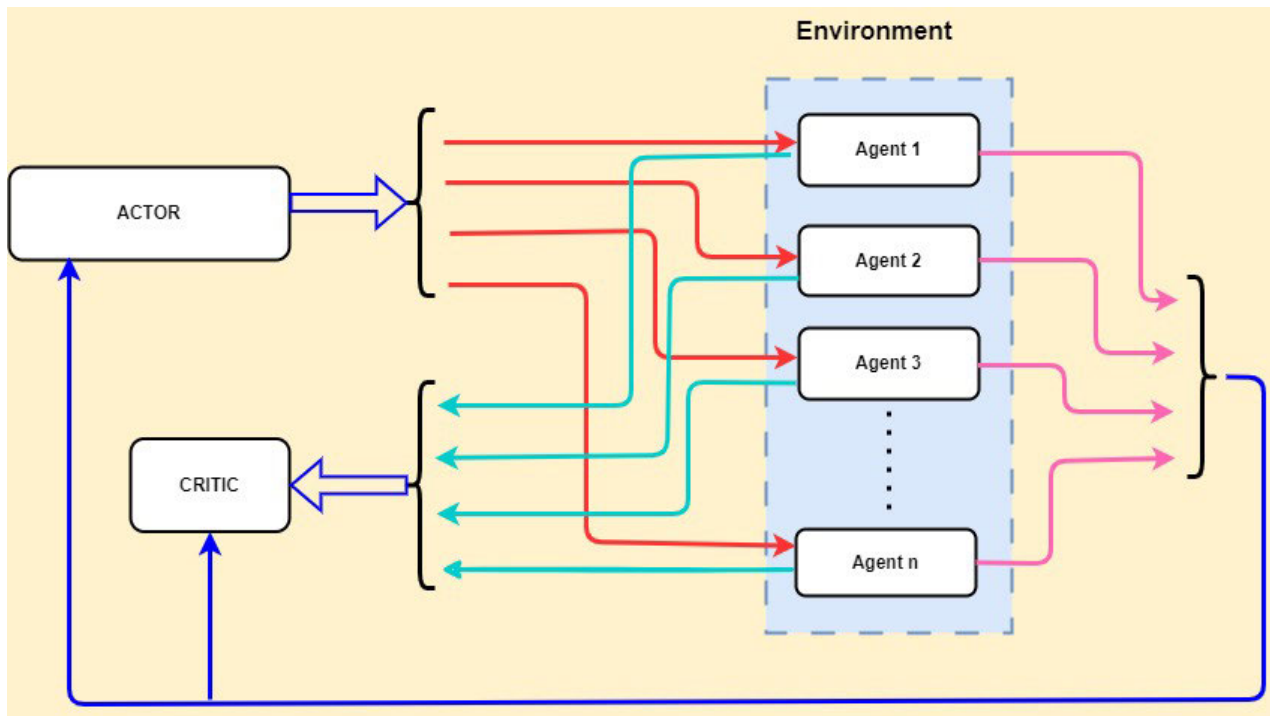 Environment
Agent 1
ACTOR
Agent 2
Agent 3
CRITIC
Agent n